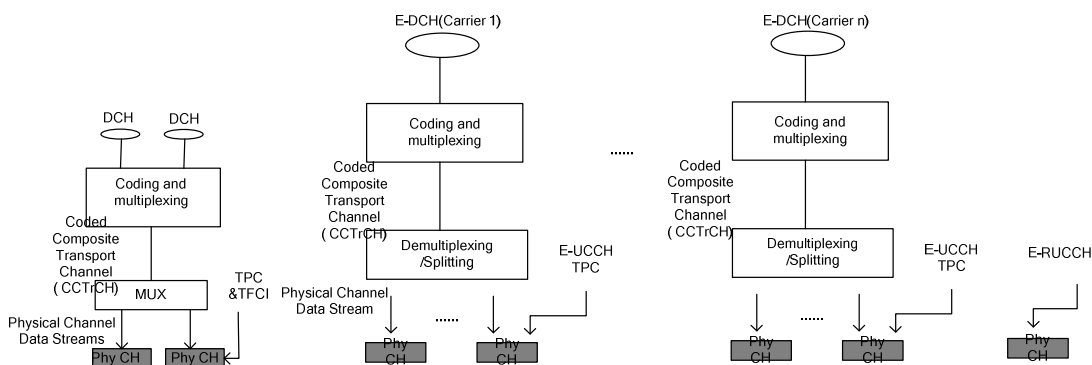 E-DCH(Carrier 1)
E-DCH(Carrier n)
DCH
DCH
Coding and
multiplexing
Coded
Composite
Transport
Channel
( CCTrCH)
MUX
TPC
&TFCI
Physical Channel
Data Streams
Phy CH
Phy CH
Coding and
multiplexing
Coded
Composite
Transport
Channel
( CCTrCH)
Demultiplexing
/Splitting
E-UCCH
TPC
Physical Channel
Data Stream
......
Phy
CH
Phy
CH
......
Coding and
multiplexing
Coded
Composite
Transport
Channel
( CCTrCH)
Demultiplexing
/Splitting
E-UCCH
TPC
......
Phy
CH
Phy
CH
E-RUCCH
Phy
CH